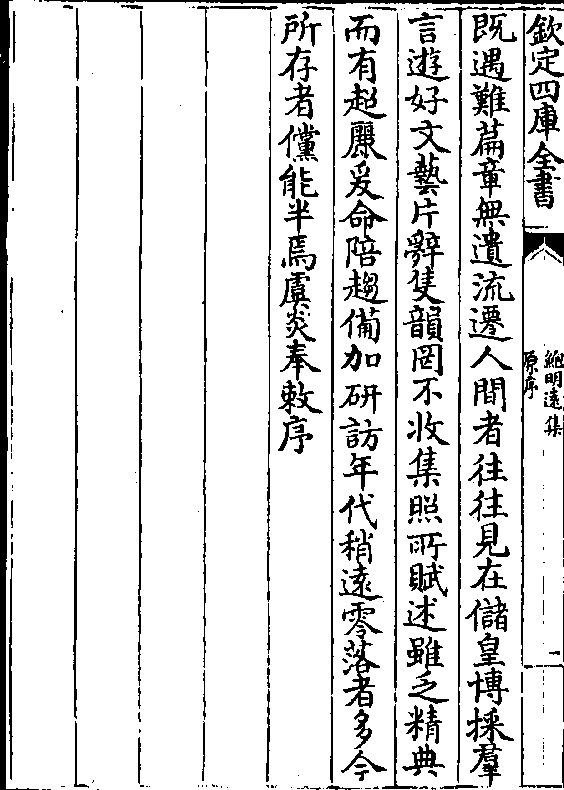 欽定四庫全書
鮑明遠集
原序
一
既遇難篇章無遺流遷人間者往往見在儲皇博採羣
言遊好文藝片辭隻韻罔不收集照所賦述雖乏精典
而有超麗爰命陪趨備加研訪年代稍遠零落者多今
所存者儻能半焉虞炎奉敕序